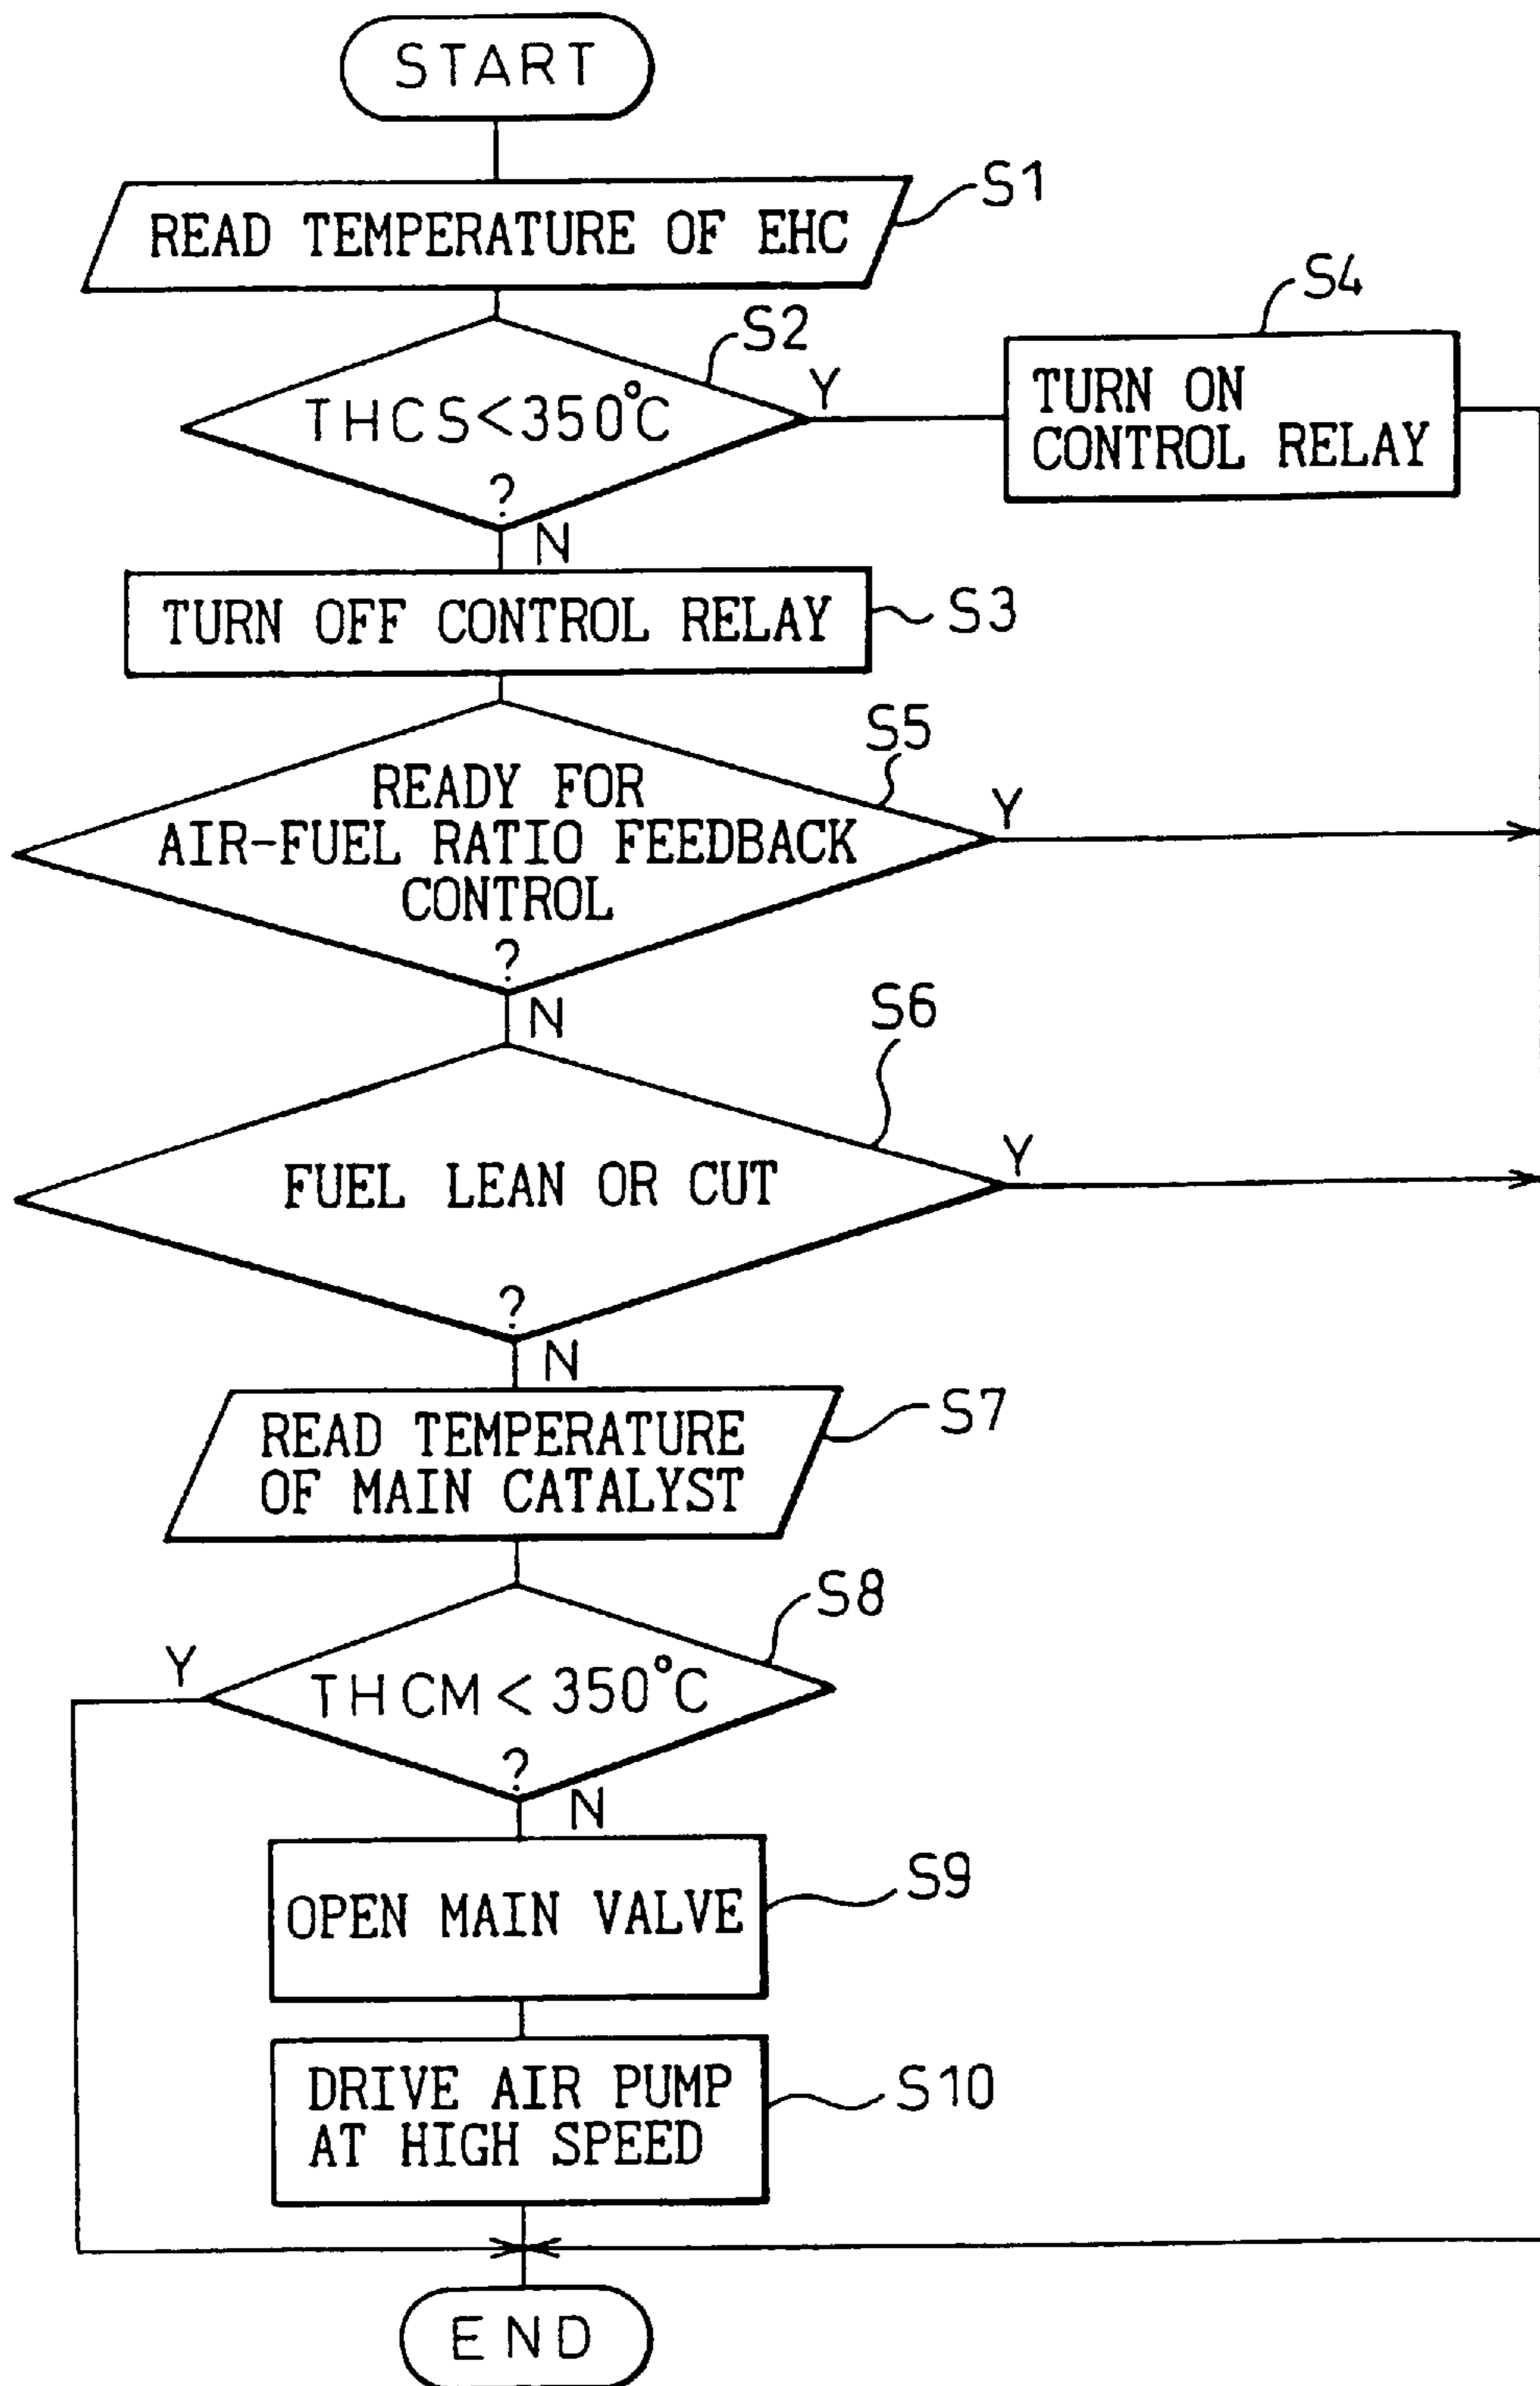 START
READ TEMPERATURE OF EHC
S1
THCS<350°C
?
S2
Y
N
TURN ON
CONTROL RELAY
S4
TURN OFF CONTROL RELAY
S3
READY FOR
AIR-FUEL RATIO FEEDBACK
CONTROL
?
S5
Y
N
FUEL LEAN OR CUT
?
S6
Y
N
READ TEMPERATURE
OF MAIN CATALYST
S7
THCM<350°C
?
S8
Y
N
OPEN MAIN VALVE
S9
DRIVE AIR PUMP
AT HIGH SPEED
S10
END